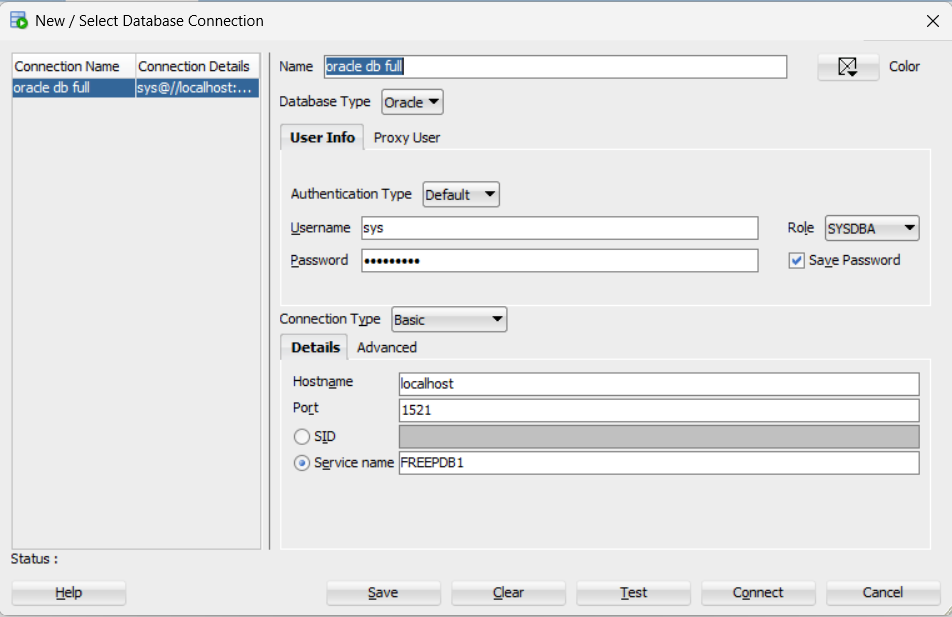 New / Select Database Connection
Connection Name Connection Details
oracle db full sys@//localhost:...
Name oracle db full Color
Database Type Oracle
User Info Proxy User
Authentication Type Default
Username sys Role SYSDBA
Password ••••••••• Save Password
Connection Type Basic
Details Advanced
Hostname localhost
Port 1521
SID
Service name FREEPDB1
Status :
Help Save Clear Test Connect Cancel